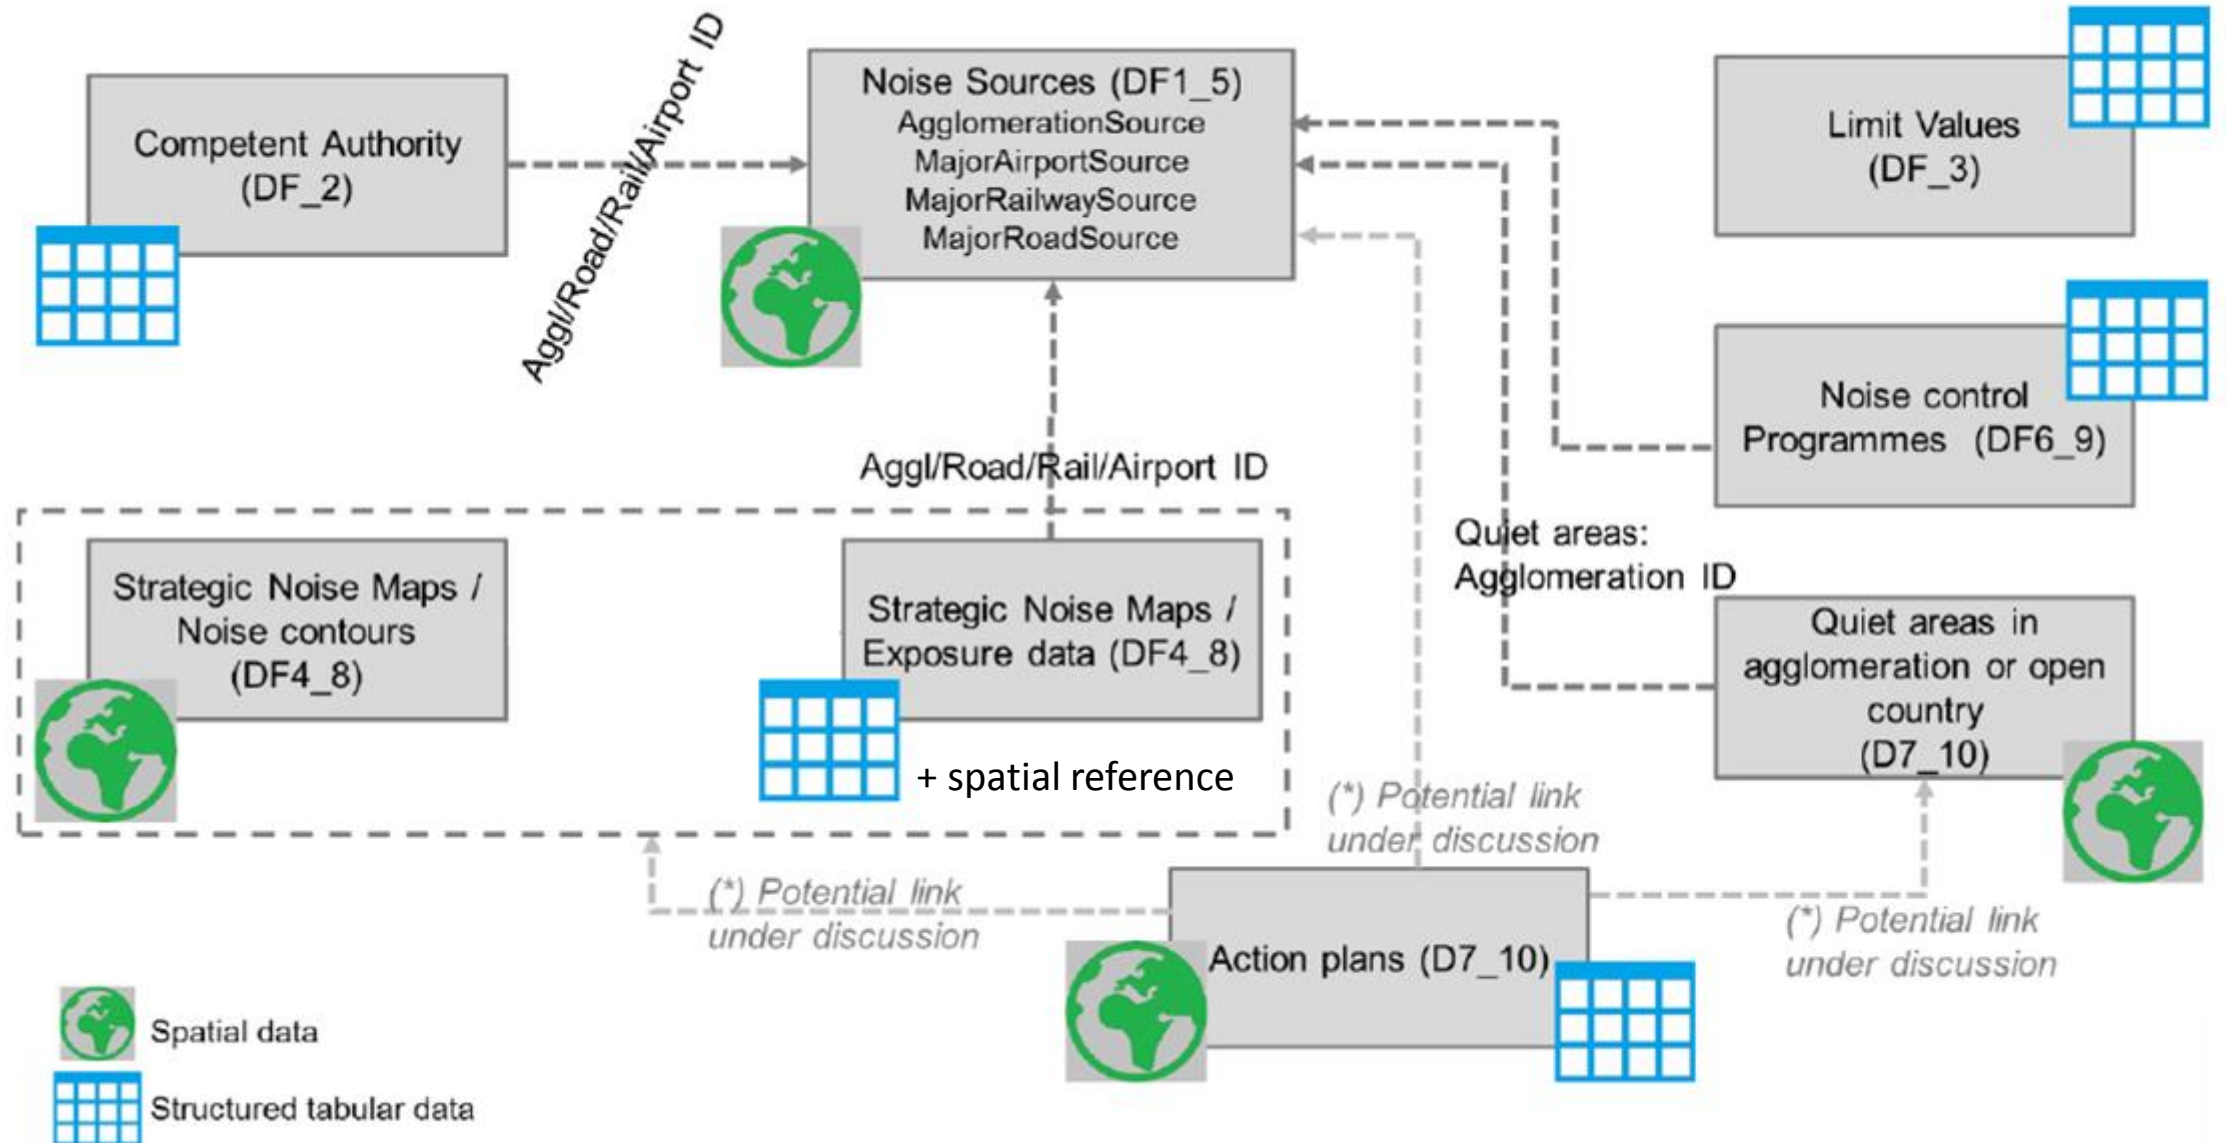 Competent Authority
(DF_2)
Aggl/Road/Rail/Airport ID
Noise Sources (DF1_5)
AgglomerationSource
MajorAirportSource
MajorRailwaySource
MajorRoadSource
Limit Values
(DF_3)
Noise control
Programmes (DF6_9)
Aggl/Road/Rail/Airport ID
Quiet areas:
Agglomeration ID
Strategic Noise Maps /
Noise contours
(DF4_8)
Strategic Noise Maps /
Exposure data (DF4_8)
+ spatial reference
Quiet areas in
agglomeration or open
country
(D7_10)
(*) Potential link
under discussion
(*) Potential link
under discussion
Action plans (D7_10)
(*) Potential link
under discussion
Spatial data
Structured tabular data